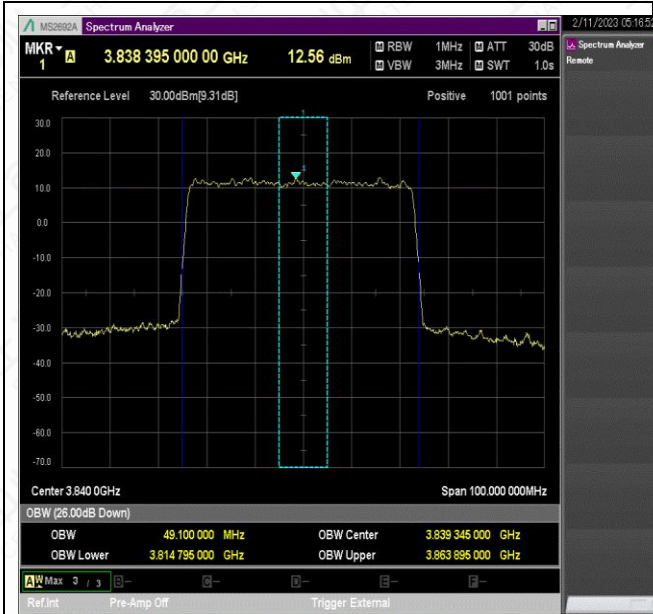 MS2692A Spectrum Analyzer
2/11/2023 05:16:53
MKR 1 A 3.838 395 000 00 GHz 12.56 dBm
M RBW 1MHz M ATT 30dB
M VBW 3MHz M SWT 1.0s
Spectrum Analyzer
Remote
Reference Level 30.00dBm[9.31dB] Positive 1001 points
30.0
20.0
1
10.0
0.0
-10.0
-20.0
-30.0
-40.0
-50.0
-60.0
-70.0
Center 3.840 0GHz Span 100.000 000MHz
OBW (26.00dB Down)
OBW 49.100 000 MHz OBW Center 3.839 345 000 GHz
OBW Lower 3.814 795 000 GHz OBW Upper 3.863 895 000 GHz
A W Max 3 / 3 B- C- D- E- F-
Ref.Int Pre-Amp Off Trigger External